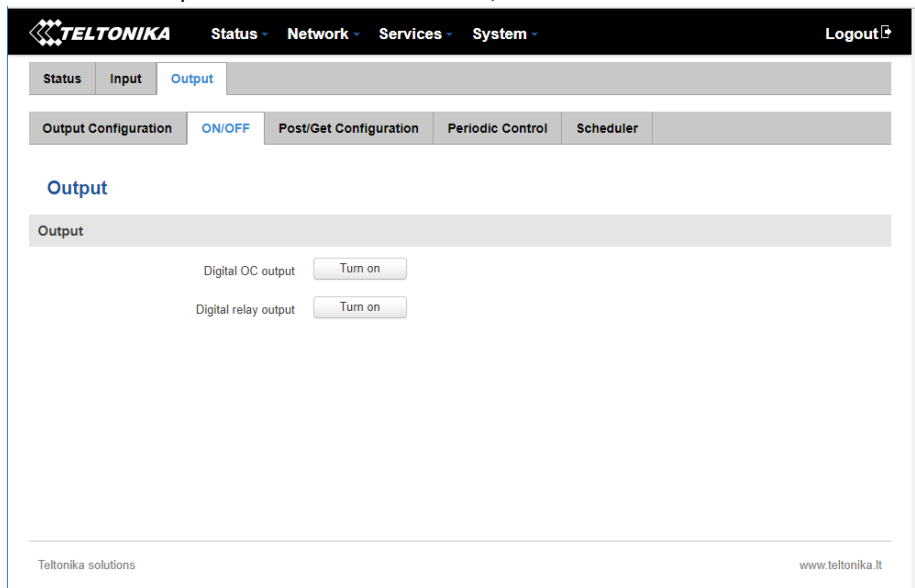 TELTONIKA Status Network Services System Logout
Status Input Output
Output Configuration ON/OFF Post/Get Configuration Periodic Control Scheduler
Output
Output
Digital OC output Turn on
Digital relay output Turn on
Teltonika solutions www.teltonika.lt